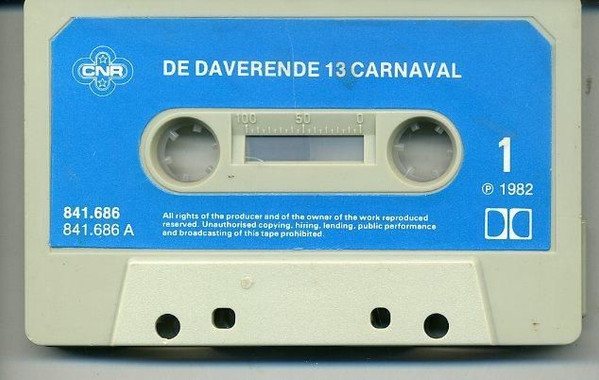 CNR
DE DAVERENDE 13 CARNAVAL
100 50 0
1
℗ 1982
841.686
841.686 A
All rights of the producer and of the owner of the work reproduced
reserved. Unauthorised copying, hiring, lending, public performance
and broadcasting of this tape prohibited.